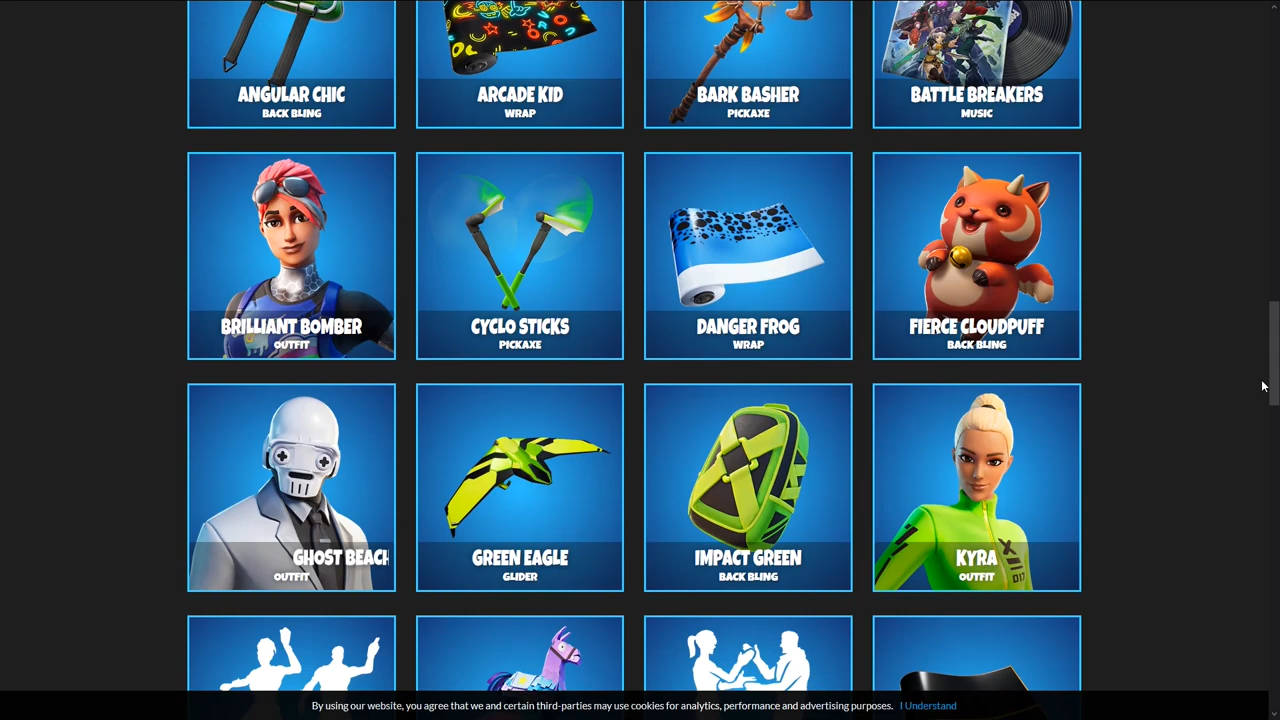 ANGULAR CHIC
BACK BLING
ARCADE KID
WRAP
BARK BASHER
PICKAXE
BATTLE BREAKERS
MUSIC
BRILLIANT BOMBER
OUTFIT
CYCLO STICKS
PICKAXE
DANGER FROG
WRAP
FIERCE CLOUDPUFF
BACK BLING
GHOST BEACH
OUTFIT
GREEN EAGLE
GLIDER
IMPACT GREEN
BACK BLING
KYRA
OUTFIT
By using our website, you agree that we and certain third-parties may use cookies for analytics, performance and advertising purposes. I Understand